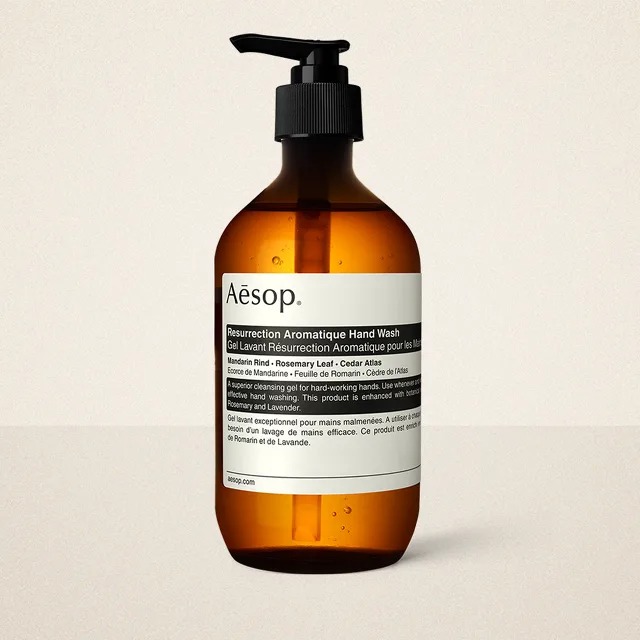 Aēsop®
Resurrection Aromatique Hand Wash
Gel Lavant Résurrection Aromatique pour les
Mandarin Rind • Rosemary Leaf • Cedar Atlas
Ecorce de Mandarine • Feuille de Romarin • Cèdre de l'Atlas
A superior cleansing gel for hard-working hands. Use whenever
effective hand washing. This product is enhanced with
Rosemary and Lavender.
Gel lavant exceptionnel pour mains malmenées. A utiliser à
besoin d'un lavage de mains efficace. Ce produit est
de Romarin et de Lavande.
aesop.com